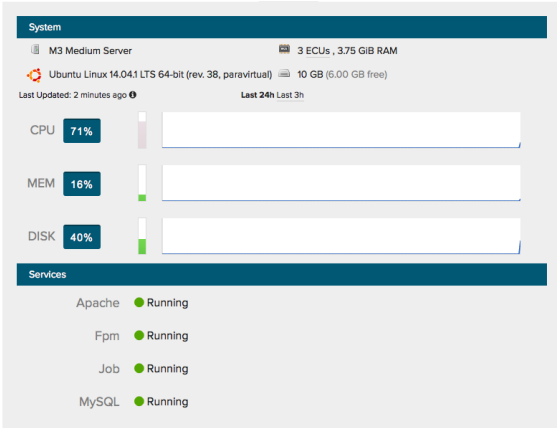 System
M3 Medium Server 3 ECUs , 3.75 GiB RAM
Ubuntu Linux 14.04.1 LTS 64-bit (rev. 38, paravirtual) 10 GB (6.00 GB free)
Last Updated: 2 minutes ago Last 24h Last 3h
CPU 71%
MEM 16%
DISK 40%
Services
Apache Running
Fpm Running
Job Running
MySQL Running